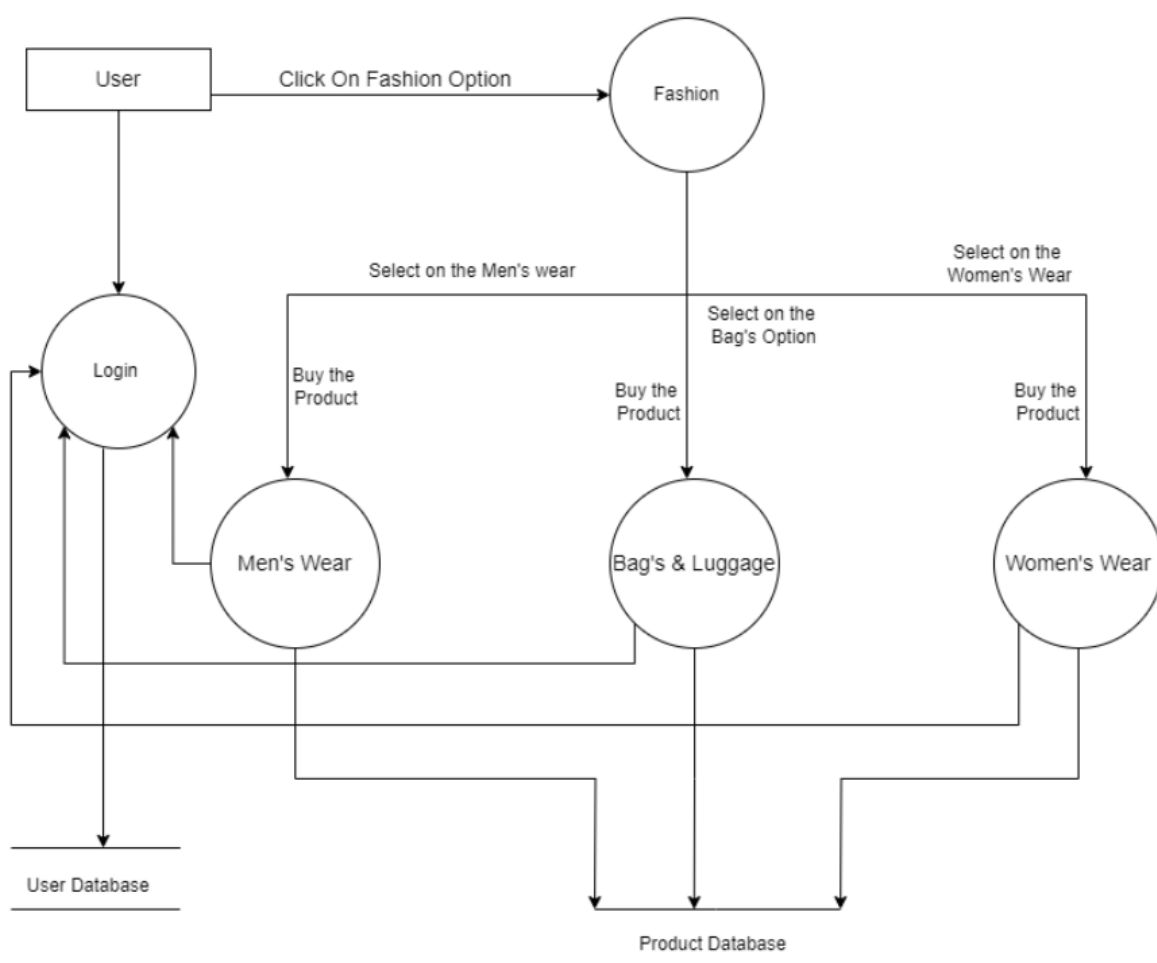 User
Click On Fashion Option
Fashion
Select on the Men's wear
Select on the
Women's Wear
Select on the
Bag's Option
Login
Buy the
Product
Buy the
Product
Buy the
Product
Men's Wear
Bag's & Luggage
Women's Wear
User Database
Product Database